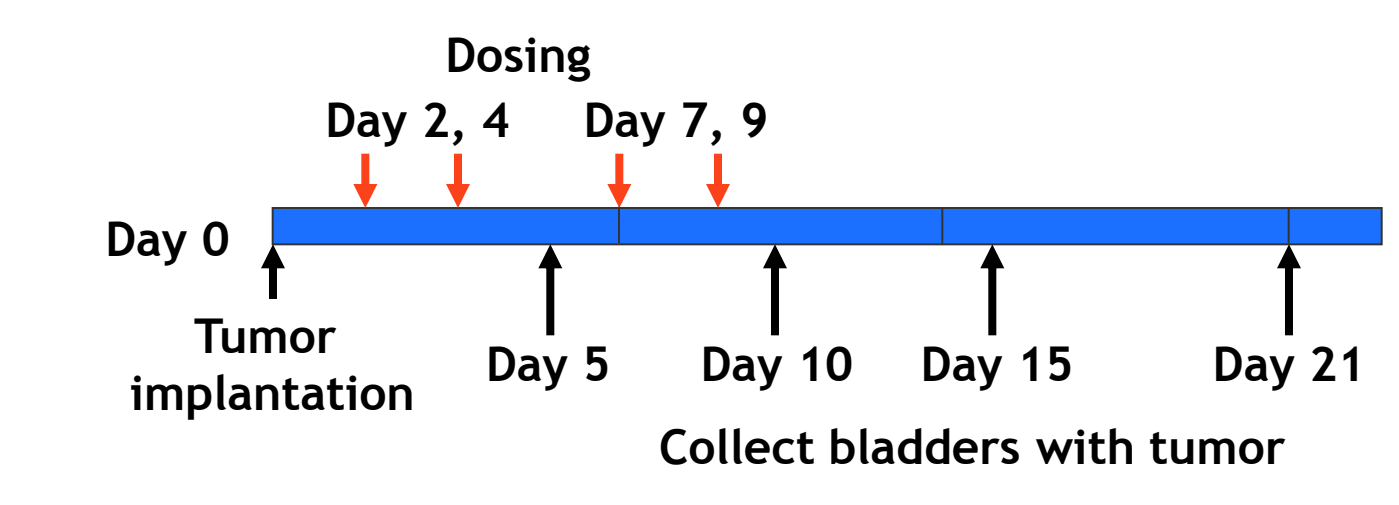 Dosing
Day 2, 4 Day 7, 9
Day 0
Tumor
implantation
Day 5 Day 10 Day 15 Day 21
Collect bladders with tumor